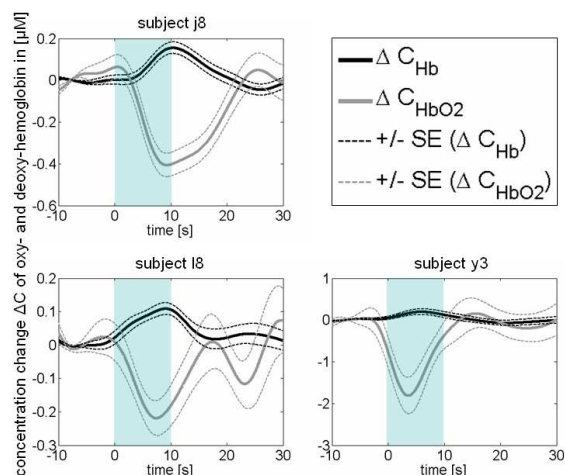 concentration change ΔC of oxy- and deoxy-hemoglobin in [μM]
subject j8
0.2
0
-0.2
-0.4
-0.6
-10 0 10 20 30
time [s]
Δ C_Hb
Δ C_HbO2
+/- SE (Δ C_Hb)
+/- SE (Δ C_HbO2)
subject l8
0.2
0.1
0
-0.1
-0.2
-0.3
-10 0 10 20 30
time [s]
subject y3
1
0
-1
-2
-3
-10 0 10 20 30
time [s]